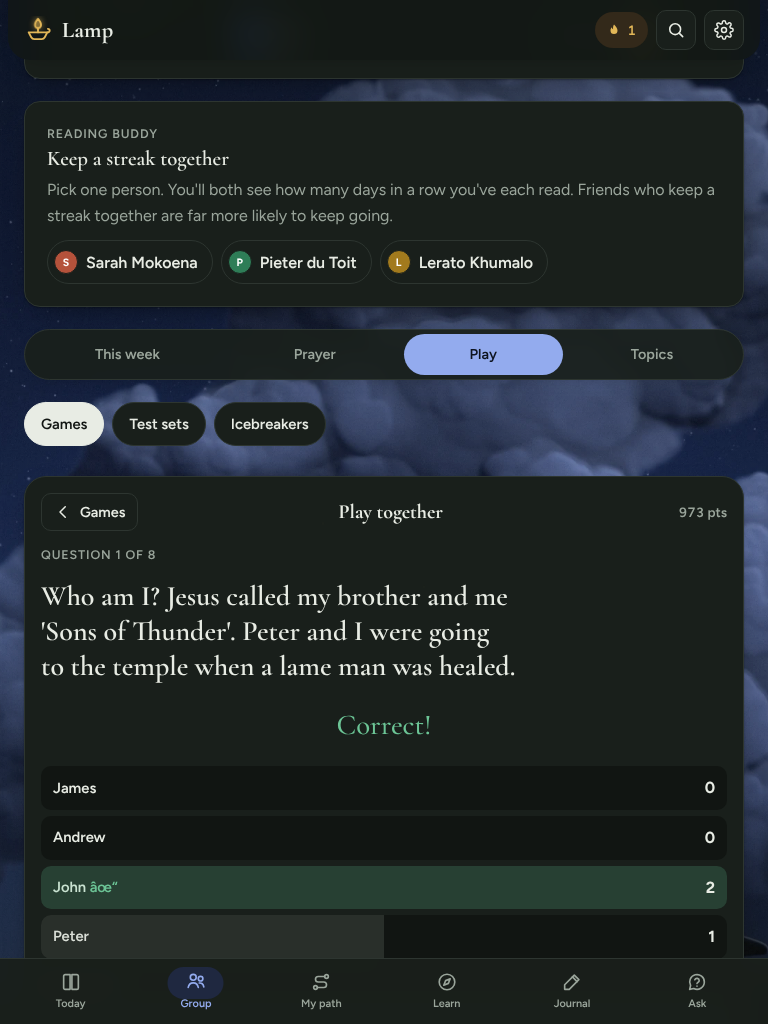 Lamp
1
READING BUDDY
Keep a streak together
Pick one person. You'll both see how many days in a row you've each read. Friends who keep a
streak together are far more likely to keep going.
S Sarah Mokoena P Pieter du Toit L Lerato Khumalo
This week Prayer Play Topics
Games Test sets Icebreakers
Games Play together 973 pts
QUESTION 1 OF 8
Who am I? Jesus called my brother and me
'Sons of Thunder'. Peter and I were going
to the temple when a lame man was healed.
Correct!
James 0
Andrew 0
John âœ“ 2
Peter 1
Today Group My path Learn Journal Ask